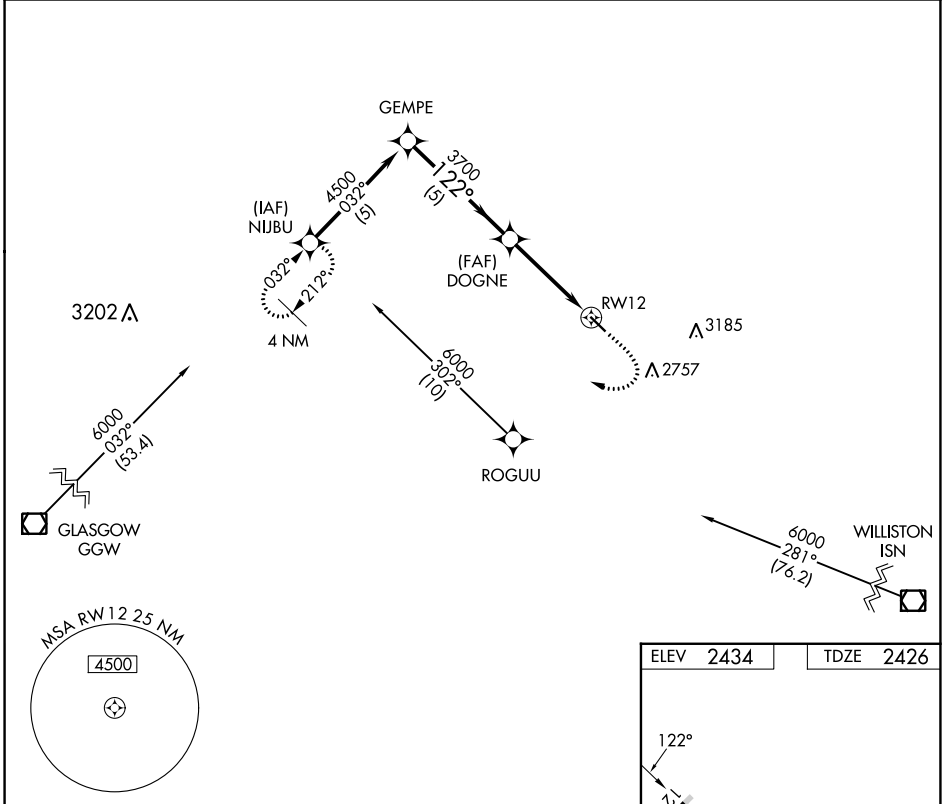 GEMPE
3700
122°
(5)
4500
032°
(5)
(IAF)
NIJBU
032°
212°
4 NM
(FAF)
DOGNE
RW12
3202
3185
2757
6000
302°
(10)
ROGUU
6000
032°
(53.4)
GLASGOW
GGW
6000
281°
(76.2)
WILLISTON
ISN
MSA RW12 25 NM
4500
ELEV 2434
TDZE 2426
122°
12